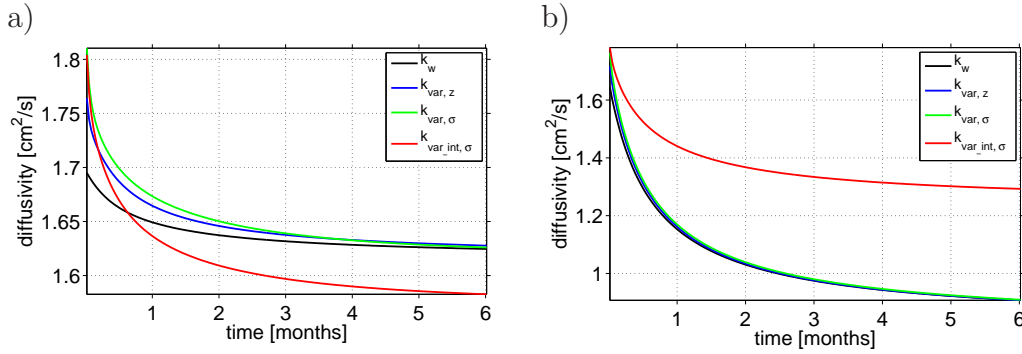 a)
diffusivity [cm²/s]
1.8
1.75
1.7
1.65
1.6
k_w
k_var, z
k_var, σ
k_var_int, σ
1 2 3 4 5 6
time [months]
b)
diffusivity [cm²/s]
1.6
1.4
1.2
1
k_w
k_var, z
k_var, σ
k_var_int, σ
1 2 3 4 5 6
time [months]